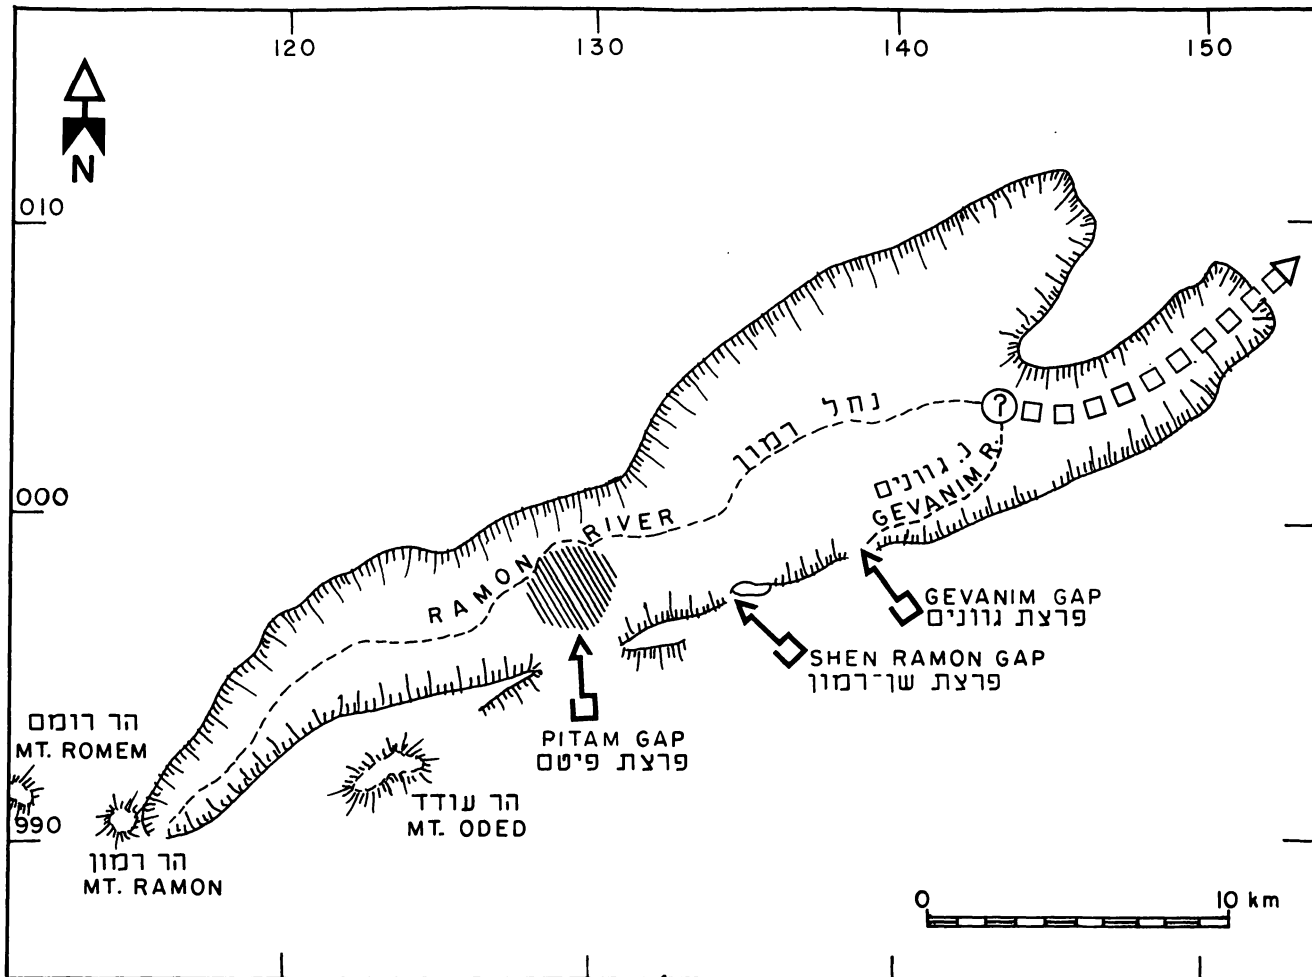 120
130
140
150
N
010
000
990
נחל רמון
RAMON RIVER
נ. גוונים
GEVANIM R.
?
GEVANIM GAP
פרצת גוונים
SHEN RAMON GAP
פרצת שן-רמון
PITAM GAP
פרצת פיטם
הר רומם
MT. ROMEM
הר עודד
MT. ODED
הר רמון
MT. RAMON
0 10 km